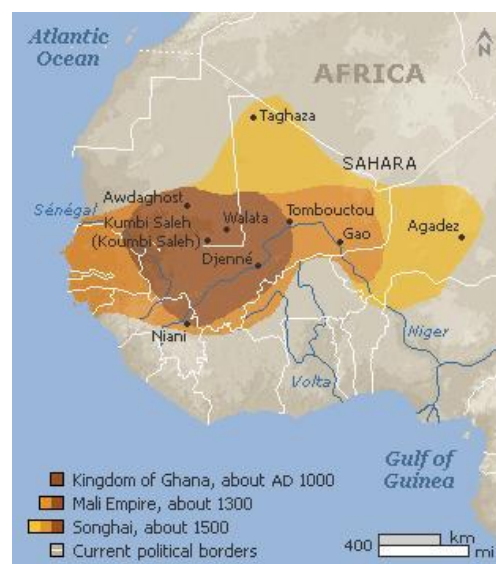 Atlantic
Ocean
N
AFRICA
Taghaza
SAHARA
Awdaghost
Sénégal
Kumbi Saleh
(Koumbi Saleh)
Walata
Tombouctou
Gao
Agadez
Djenné
Niani
Niger
Volta
Gulf of
Guinea
Kingdom of Ghana, about AD 1000
Mali Empire, about 1300
Songhai, about 1500
Current political borders
400
km
mi